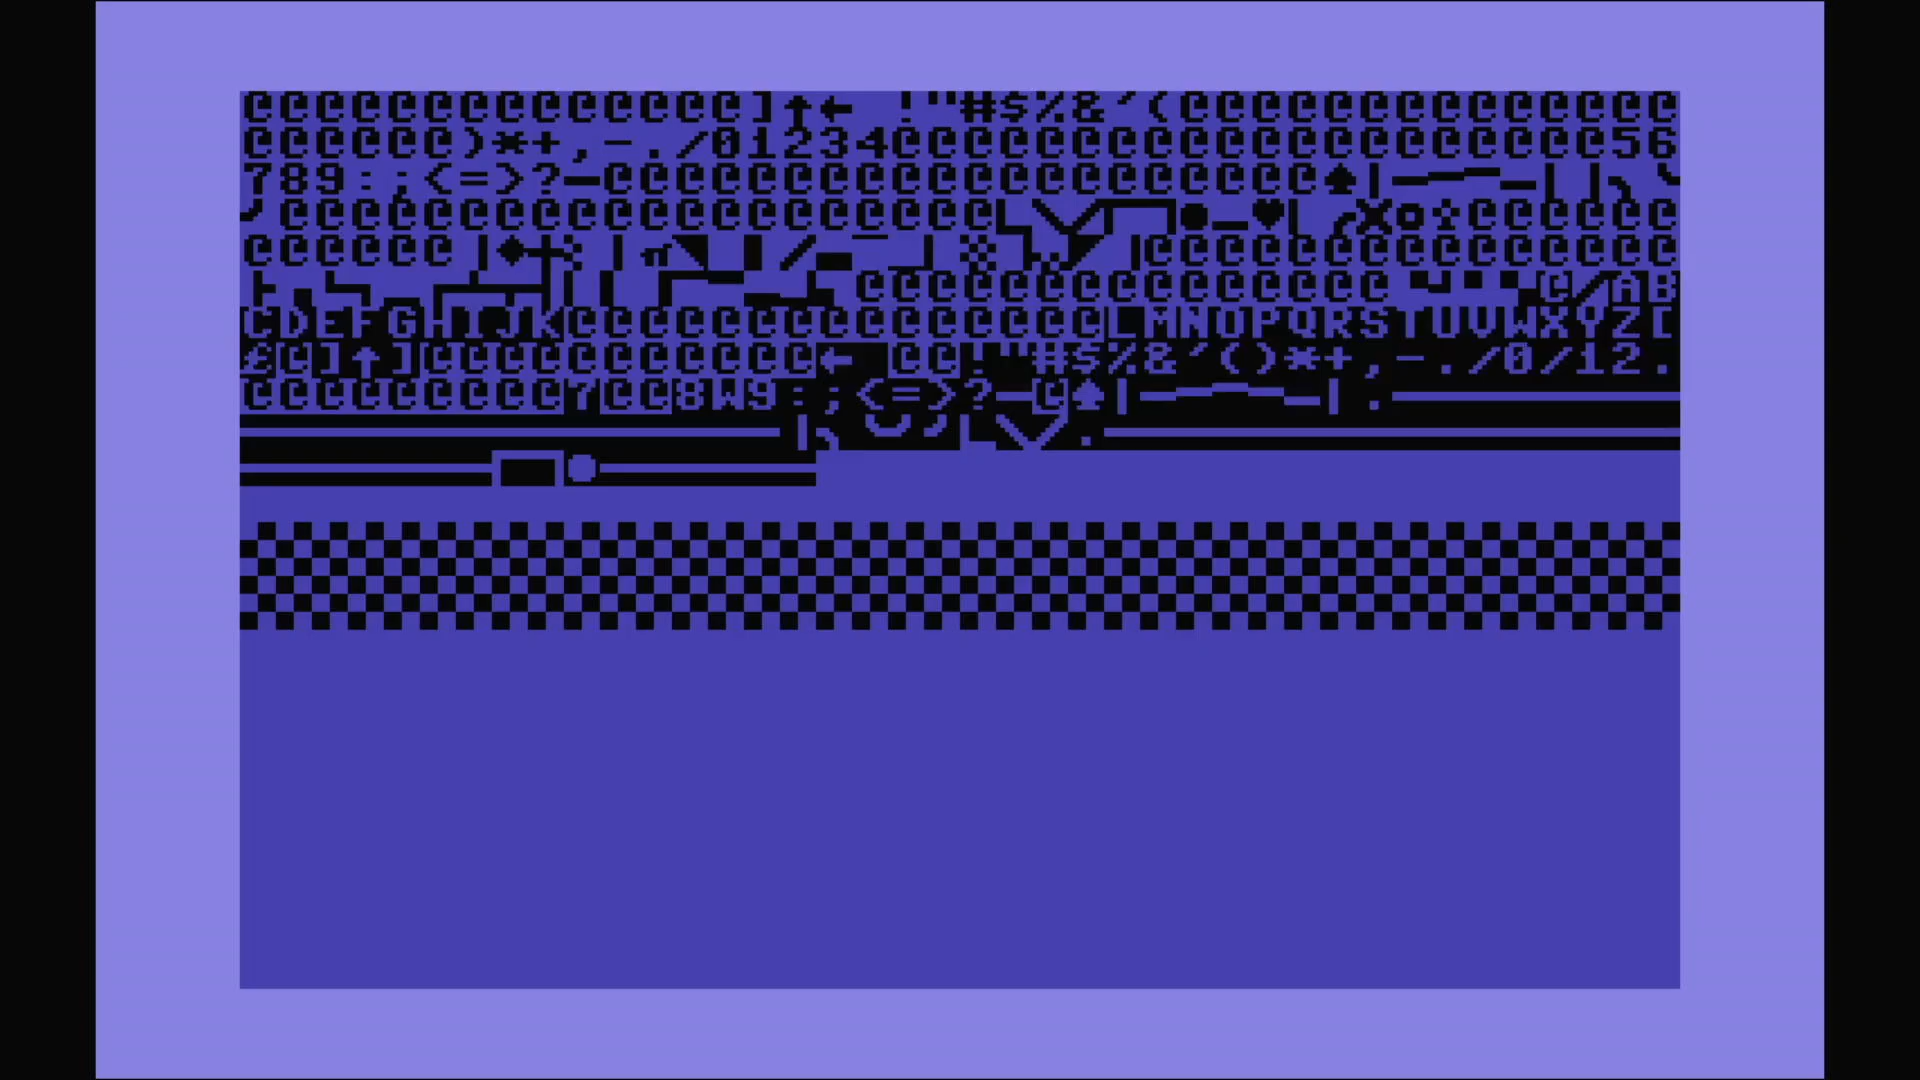 @@@@@@@@@@@@@@]↑← !"#$%&'(@@@@@@@@@@@@@@
@@@@@@)*+,-./01234@@@@@@@@@@@@@@@@@@@@56
789:;<=>?─@@@@@@@@@@@@@@@@@@@@♠
@@@@@@@@@@@@@@@@@@@@ ●♥ @@@@@@
@@@@@@ ♦ π @@@@@@@@@@@@@@@
@@@@@@@@@@@@@@@ @/AB
CDEFGHIJK@@@@@@@@@@@@@@@LMNOPQRSTUVWXYZ[
£@]↑]@@@@@@@@@@@← @@!"#$%&'()*+,-./0/12.
@@@@@@@@@7@@8W9:;<=>?─@♠ .
.